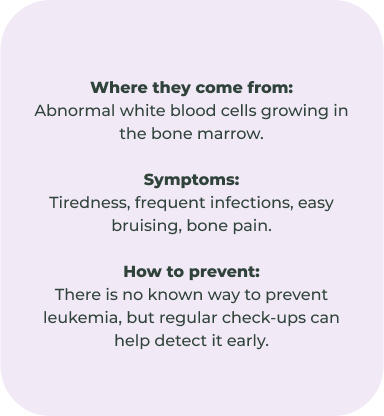 Where they come from:
Abnormal white blood cells growing in
the bone marrow.
Symptoms:
Tiredness, frequent infections, easy
bruising, bone pain.
How to prevent:
There is no known way to prevent
leukemia, but regular check-ups can
help detect it early.